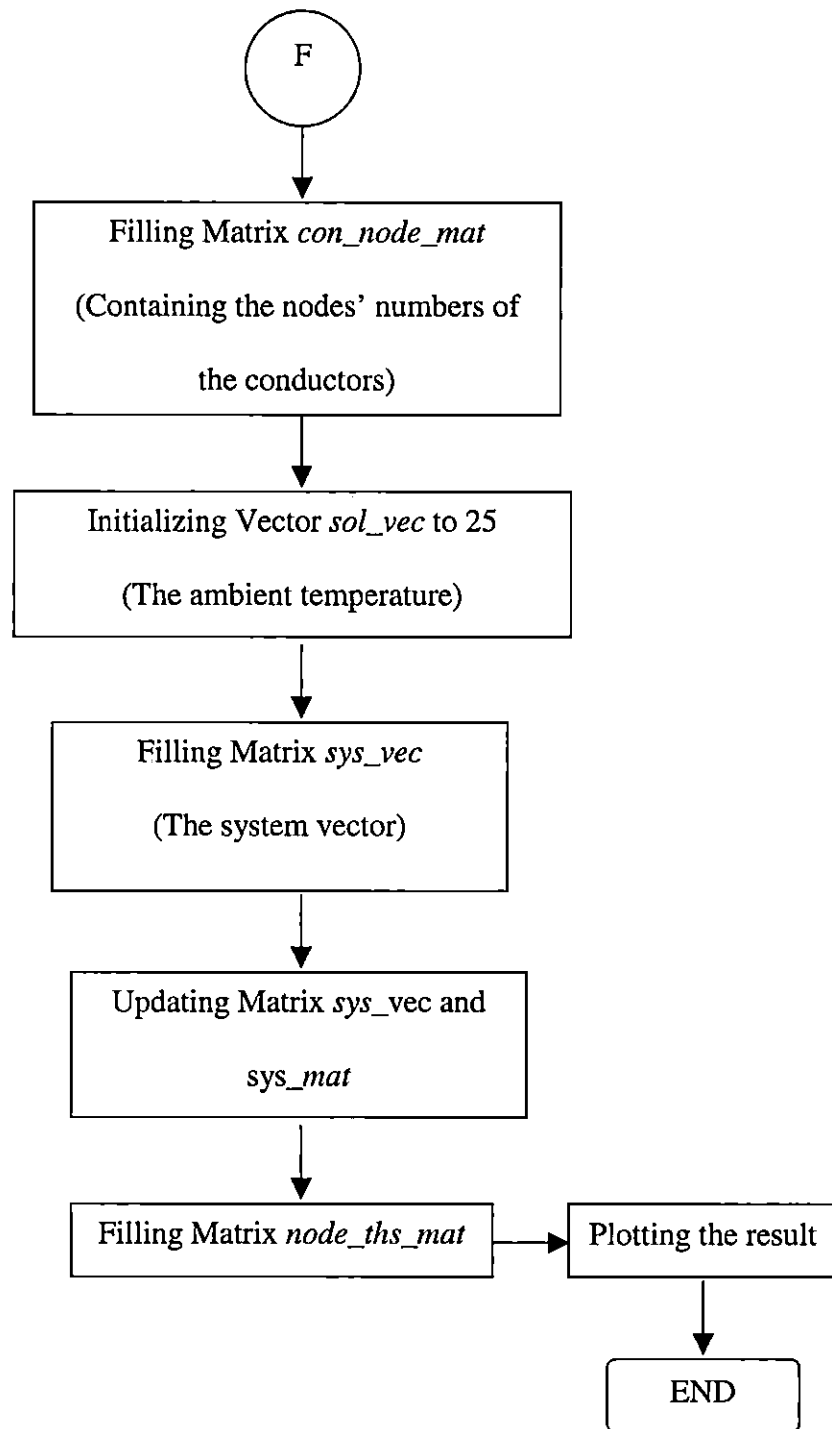 F
Filling Matrix con_node_mat
(Containing the nodes’ numbers of
the conductors)
Initializing Vector sol_vec to 25
(The ambient temperature)
Filling Matrix sys_vec
(The system vector)
Updating Matrix sys_vec and
sys_mat
Filling Matrix node_ths_mat
Plotting the result
END